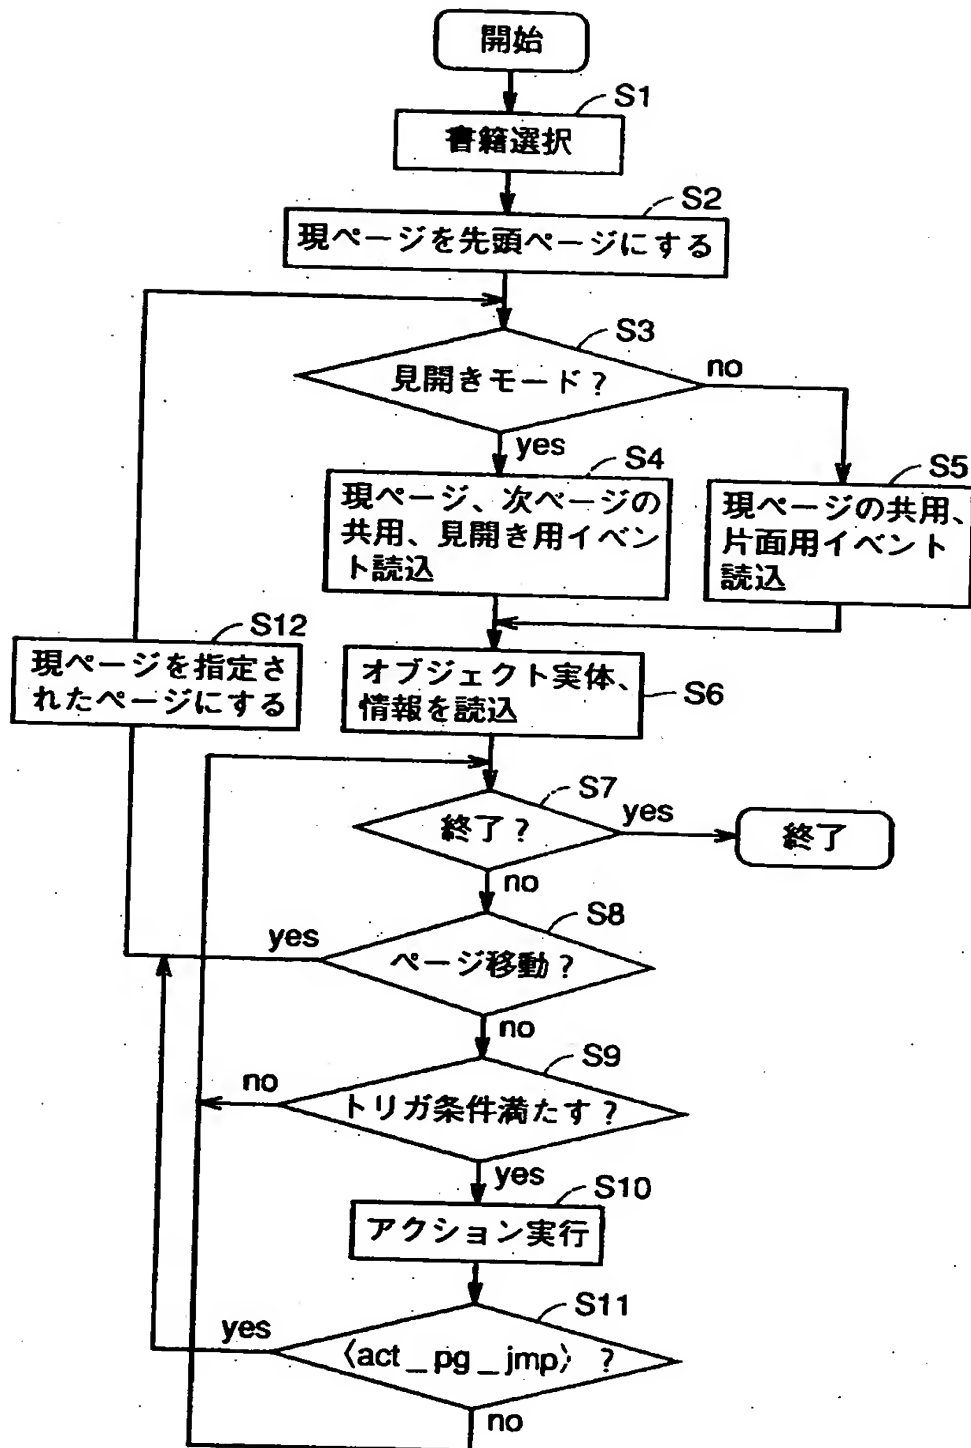 開始
S1
書籍選択
S2
現ページを先頭ページにする
S3
見開きモード？
no
yes
S4
現ページ、次ページの
共用、見開き用イベン
ト読込
S5
現ページの共用、
片面用イベント
読込
S12
現ページを指定さ
れたページにする
オブジェクト実体、
情報を読込
S6
S7
終了？
yes
終了
no
S8
yes
ページ移動？
no
S9
no
トリガ条件満たす？
yes
S10
アクション実行
S11
yes
〈act_pg_jmp〉？
no